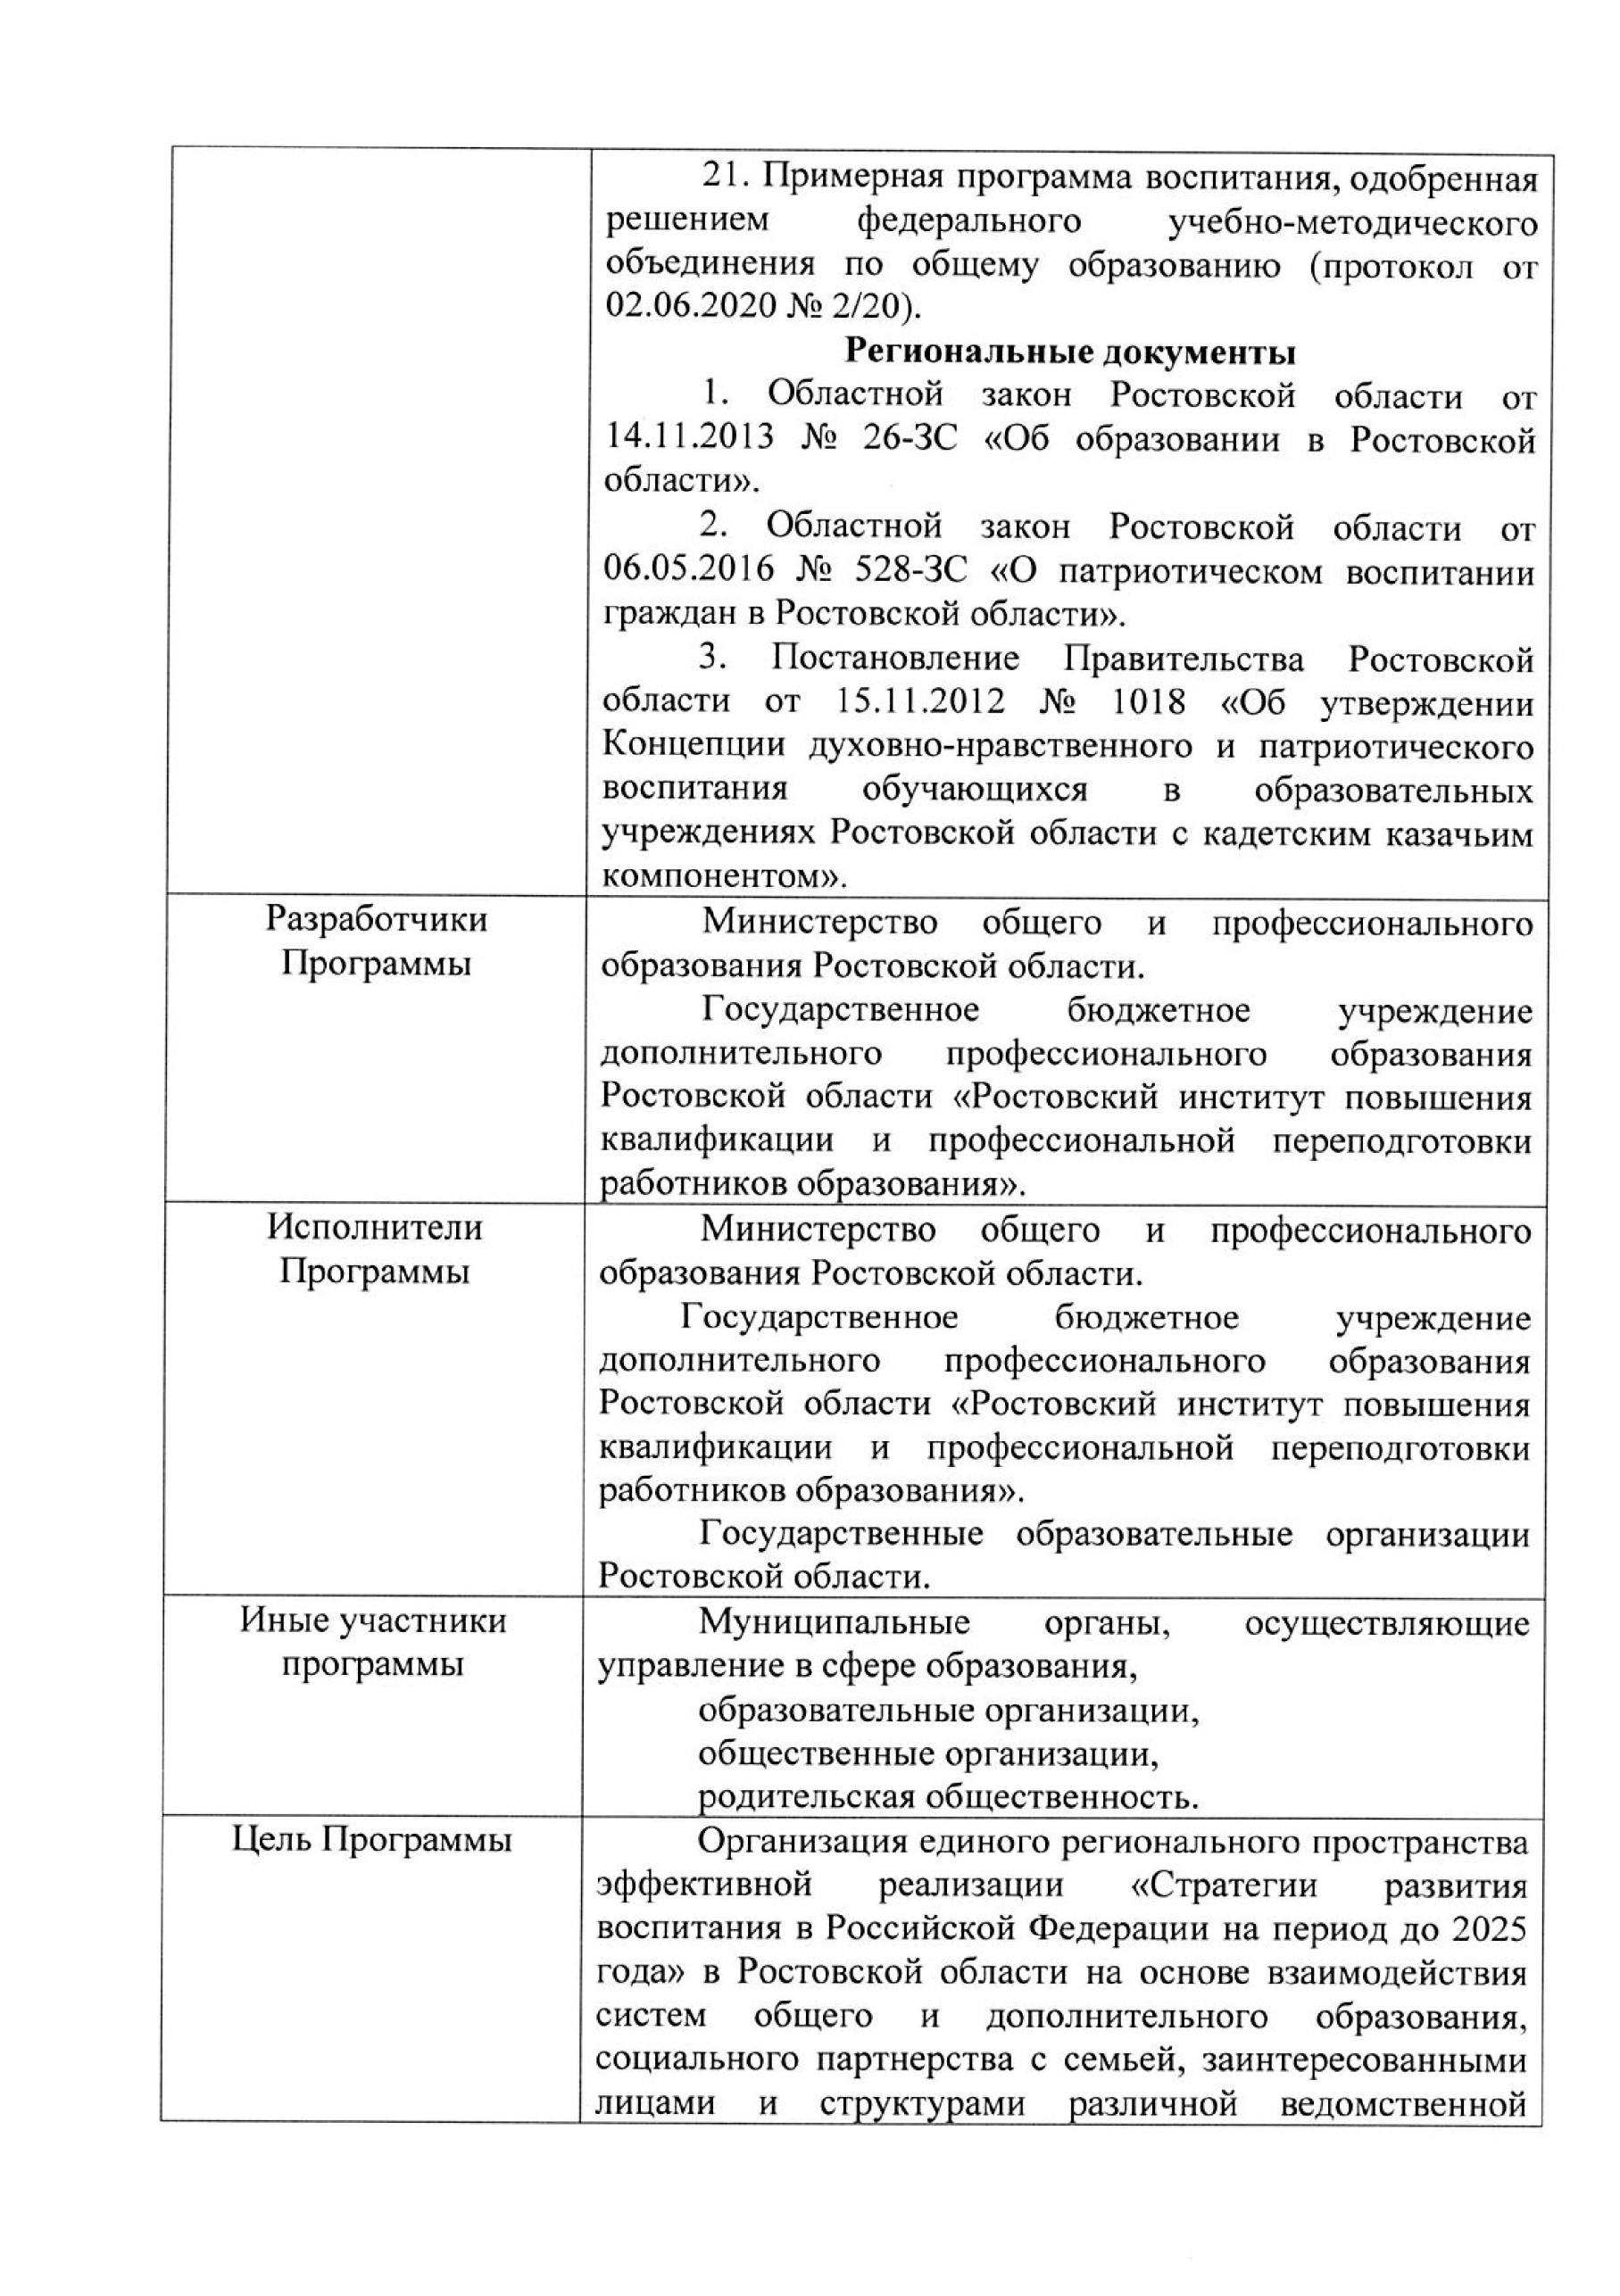 21. Примерная программа воспитания, одобренная
решением федерального учебно-методического
объединения по общему образованию (протокол от
02.06.2020 № 2/20).
Региональные документы
1. Областной закон Ростовской области от
14.11.2013 № 26-ЗС «Об образовании в Ростовской
области».
2. Областной закон Ростовской области от
06.05.2016 № 528-ЗС «О патриотическом воспитании
граждан в Ростовской области».
3. Постановление Правительства Ростовской
области от 15.11.2012 № 1018 «Об утверждении
Концепции духовно-нравственного и патриотического
воспитания обучающихся в образовательных
учреждениях Ростовской области с кадетским казачьим
компонентом».
Разработчики
Программы
Министерство общего и профессионального
образования Ростовской области.
Государственное бюджетное учреждение
дополнительного профессионального образования
Ростовской области «Ростовский институт повышения
квалификации и профессиональной переподготовки
работников образования».
Исполнители
Программы
Министерство общего и профессионального
образования Ростовской области.
Государственное бюджетное учреждение
дополнительного профессионального образования
Ростовской области «Ростовский институт повышения
квалификации и профессиональной переподготовки
работников образования».
Государственные образовательные организации
Ростовской области.
Иные участники
программы
Муниципальные органы, осуществляющие
управление в сфере образования,
образовательные организации,
общественные организации,
родительская общественность.
Цель Программы
Организация единого регионального пространства
эффективной реализации «Стратегии развития
воспитания в Российской Федерации на период до 2025
года» в Ростовской области на основе взаимодействия
систем общего и дополнительного образования,
социального партнерства с семьей, заинтересованными
лицами и структурами различной ведомственной